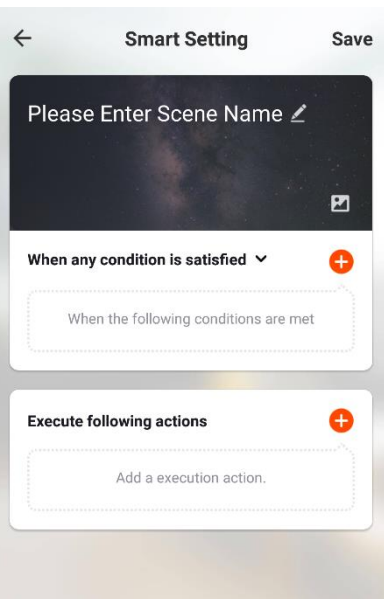 Smart Setting
Save
Please Enter Scene Name
When any condition is satisfied
When the following conditions are met
Execute following actions
Add a execution action.